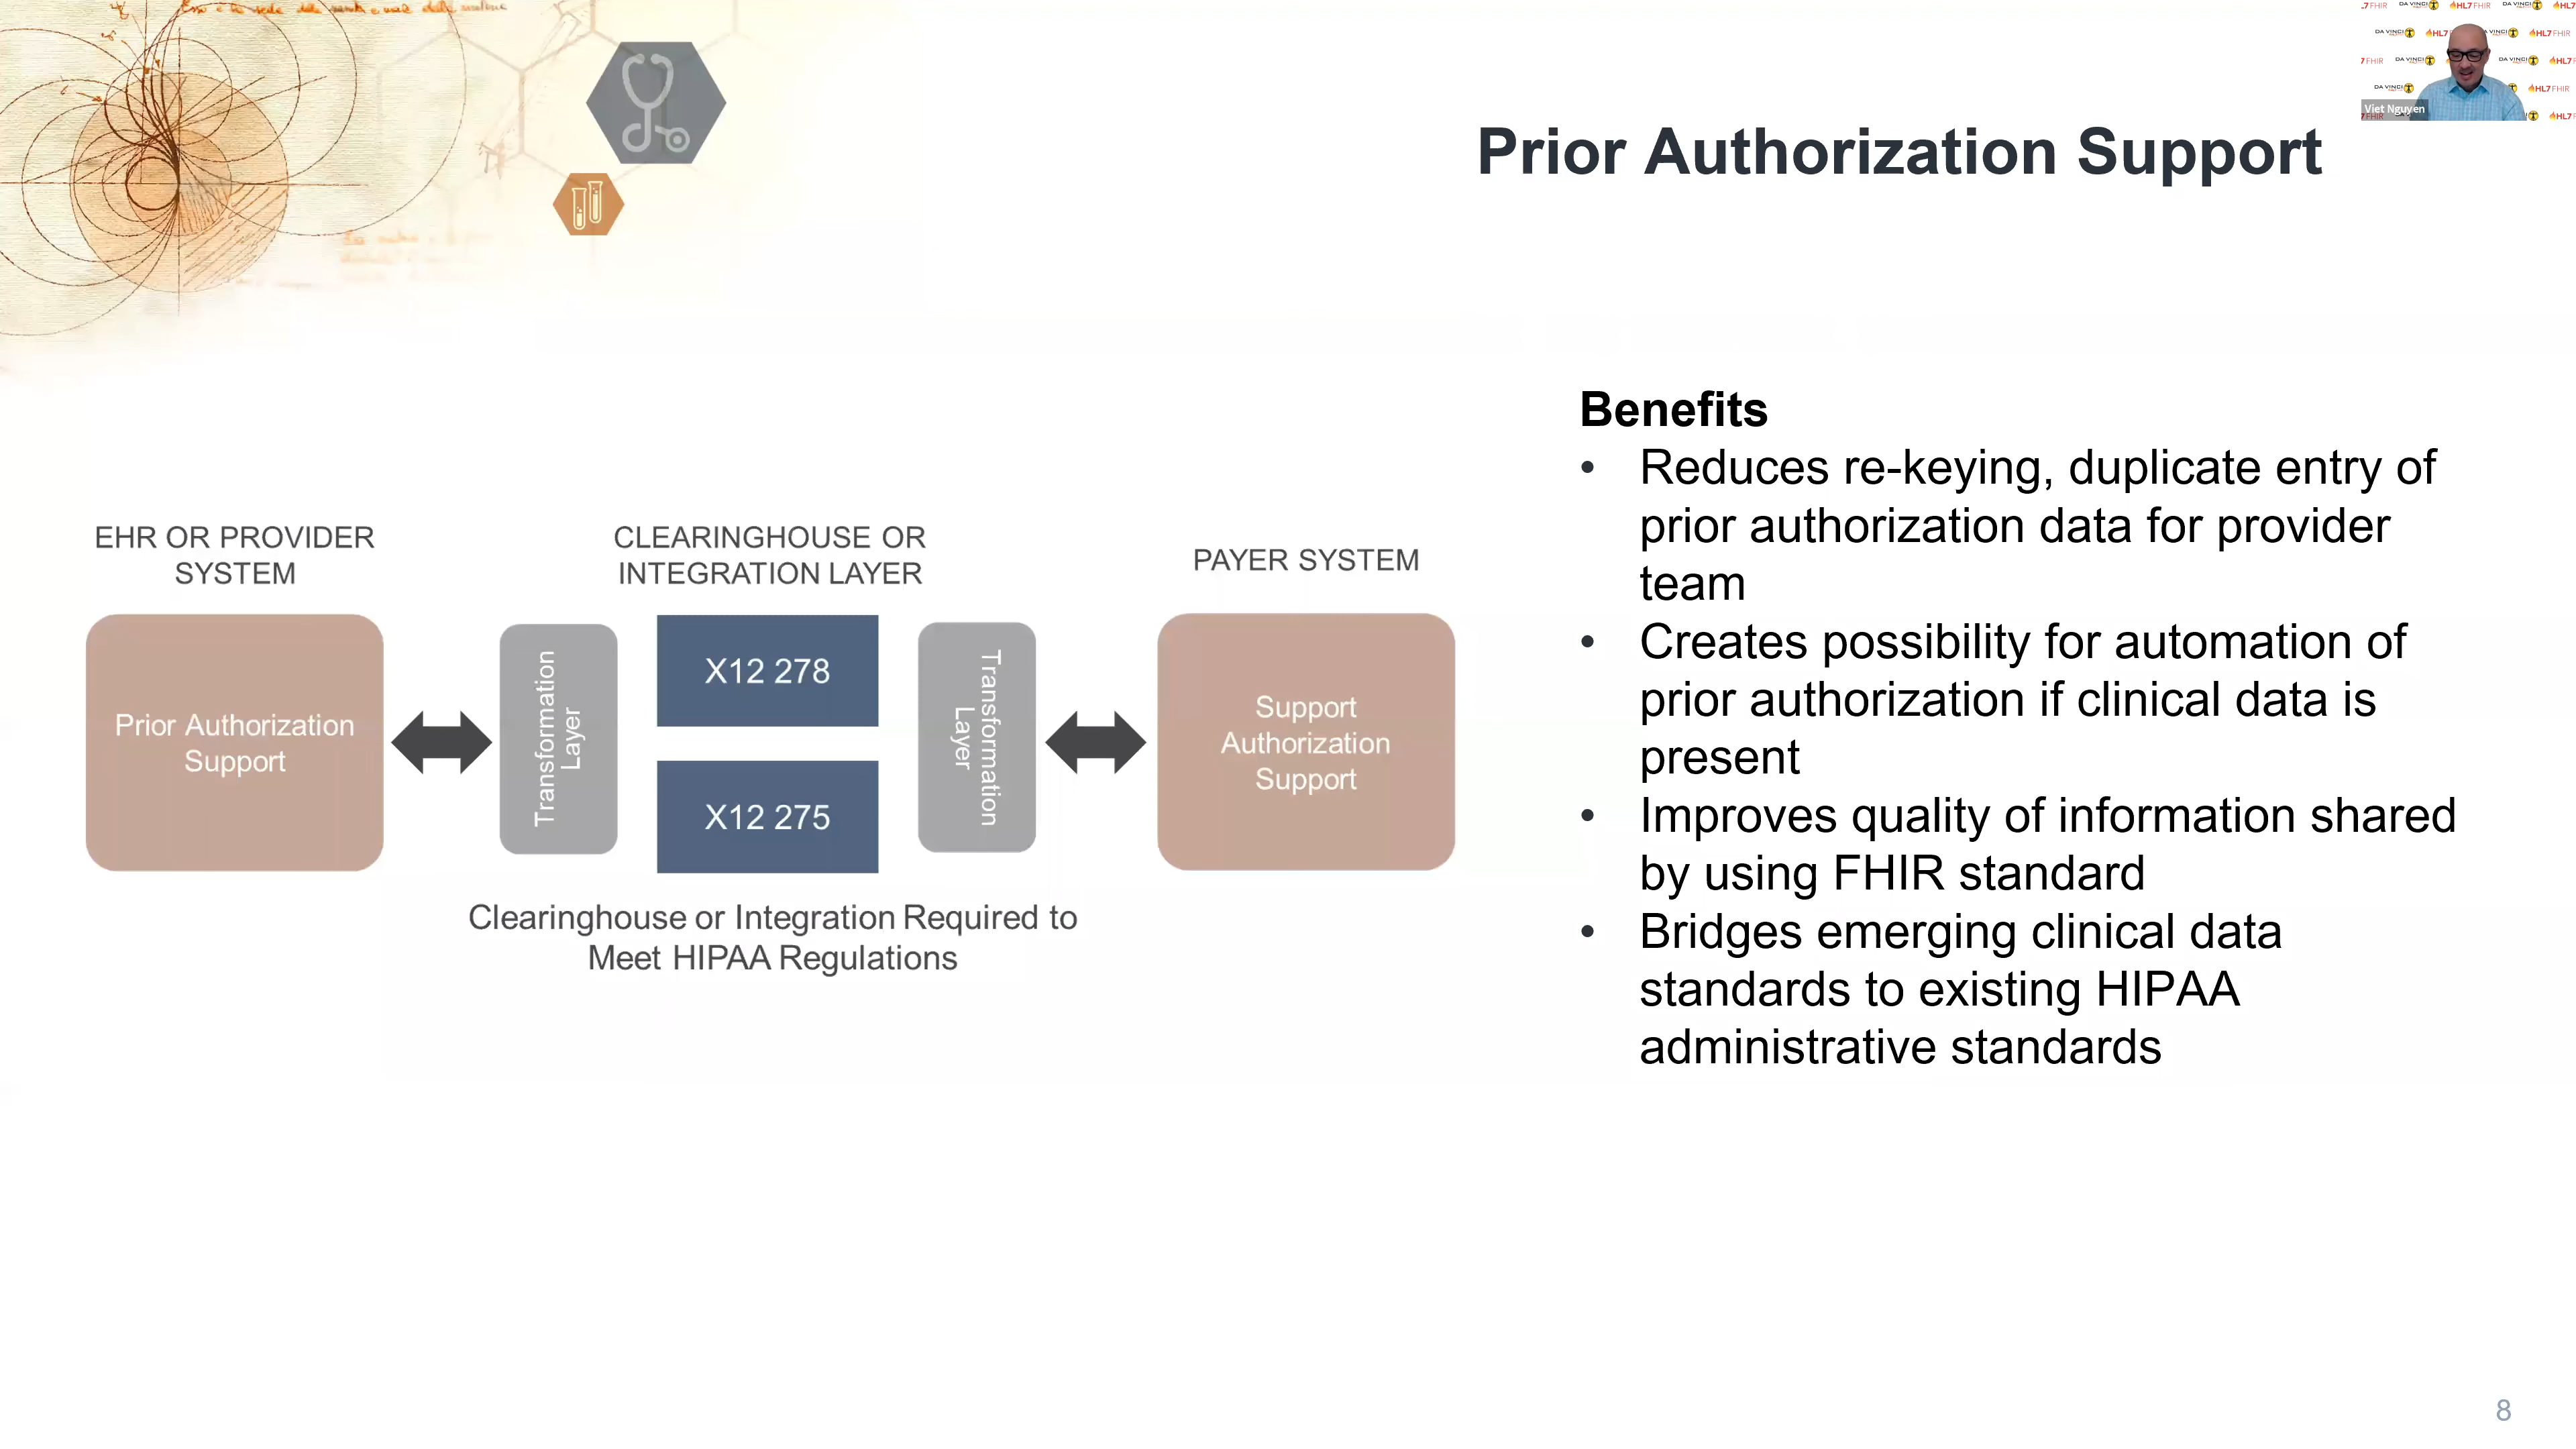 Prior Authorization Support
Viet Nguyen
DA VINCI
HL7 FHIR
EHR OR PROVIDER
SYSTEM
Prior Authorization
Support
CLEARINGHOUSE OR
INTEGRATION LAYER
Transformation
Layer
X12 278
X12 275
Transformation
Layer
Clearinghouse or Integration Required to
Meet HIPAA Regulations
PAYER SYSTEM
Support
Authorization
Support
Benefits
• Reduces re-keying, duplicate entry of
prior authorization data for provider
team
• Creates possibility for automation of
prior authorization if clinical data is
present
• Improves quality of information shared
by using FHIR standard
• Bridges emerging clinical data
standards to existing HIPAA
administrative standards
8